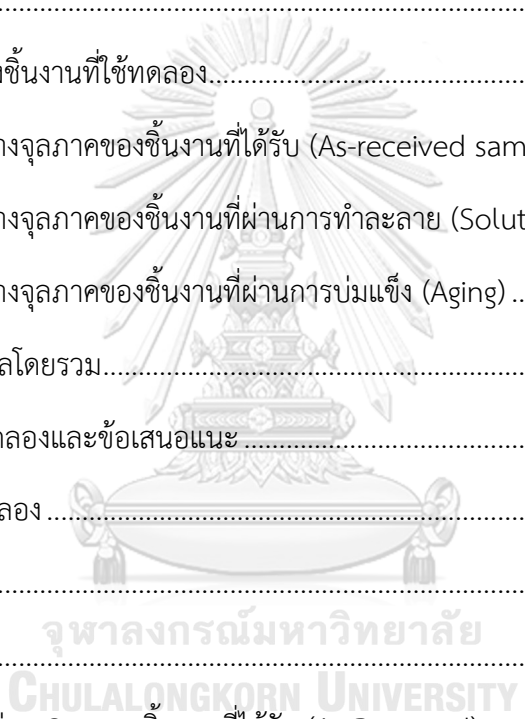 ..........................................................
งชิ้นงานที่ใช้ทดลอง..........................................
างจุลภาคของชิ้นงานที่ได้รับ (As-received sam
างจุลภาคของชิ้นงานที่ผ่านการทำละลาย (Solut
างจุลภาคของชิ้นงานที่ผ่านการบ่มแข็ง (Aging) ..
ลโดยรวม..........................................................
ดลองและข้อเสนอแนะ ......................................
ลอง ..............................................................
..........................................................
จุฬาลงกรณ์มหาวิทยาลัย
..........................................................
CHULALONGKORN UNIVERSITY